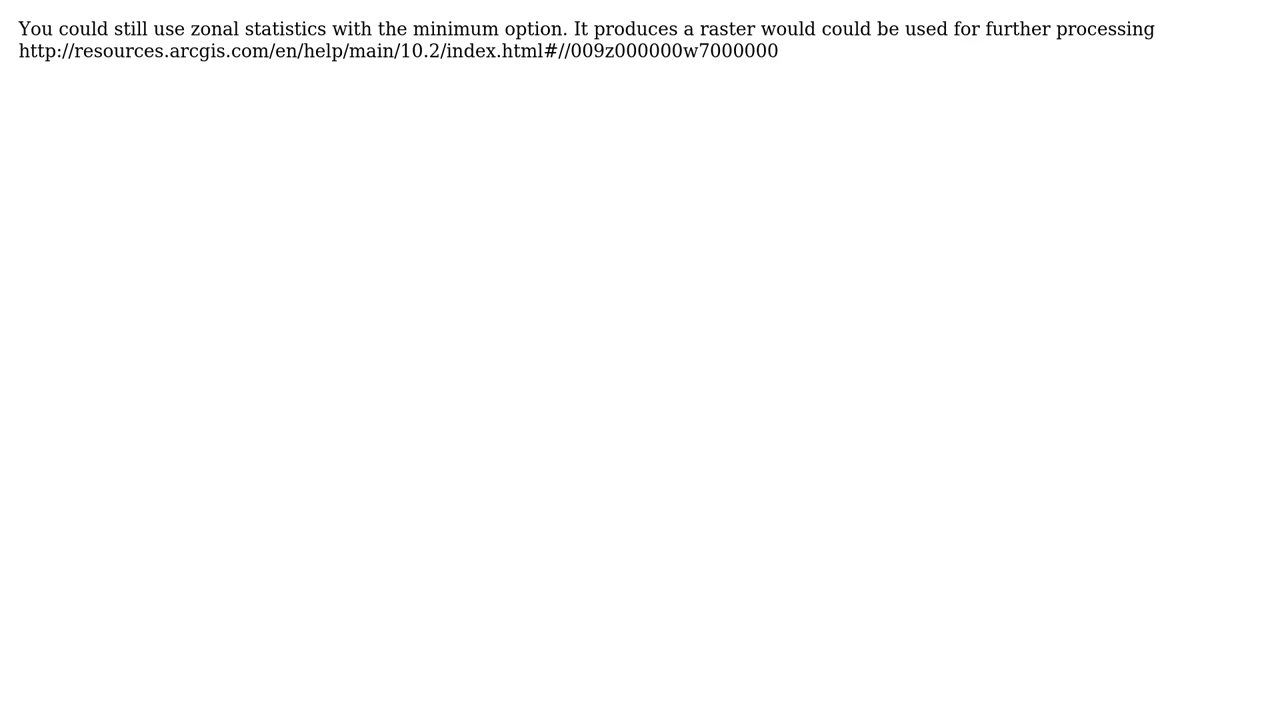 You could still use zonal statistics with the minimum option. It produces a raster would could be used for further processing
http://resources.arcgis.com/en/help/main/10.2/index.html#//009z000000w7000000